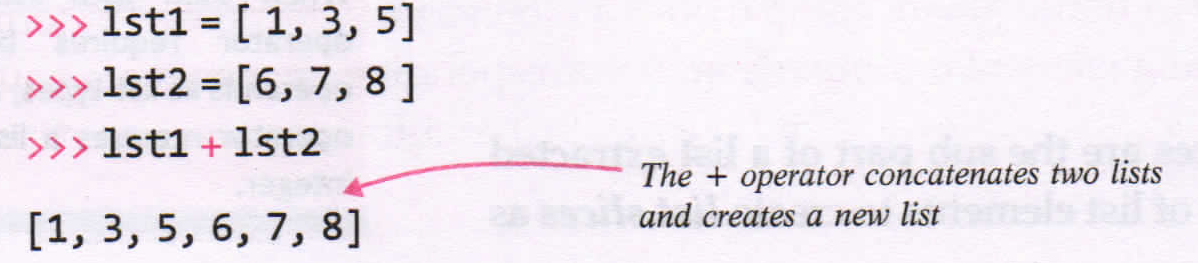 >>> lst1 = [ 1, 3, 5]
>>> lst2 = [6, 7, 8 ]
>>> lst1 + lst2
The + operator concatenates two lists
and creates a new list
[1, 3, 5, 6, 7, 8]